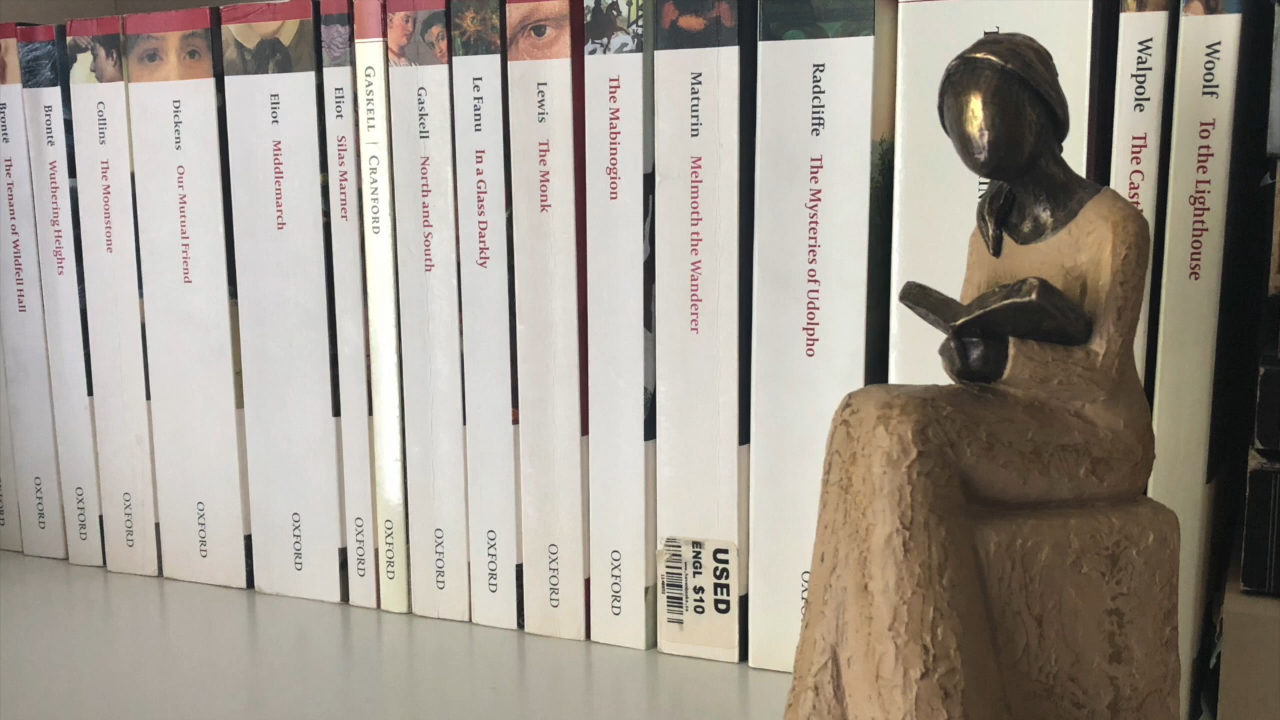 Brontë The Tenant of Wildfell Hall OXFORD
Brontë Wuthering Heights OXFORD
Collins The Moonstone OXFORD
Dickens Our Mutual Friend OXFORD
Eliot Middlemarch OXFORD
Eliot Silas Marner OXFORD
GASKELL | CRANFORD OXFORD
Gaskell North and South OXFORD
Le Fanu In a Glass Darkly OXFORD
Lewis The Monk OXFORD
The Mabinogion OXFORD
Maturin Melmoth the Wanderer
USED
ENGL $10
Radcliffe The Mysteries of Udolpho
Walpole The
Woolf To the Lighthouse